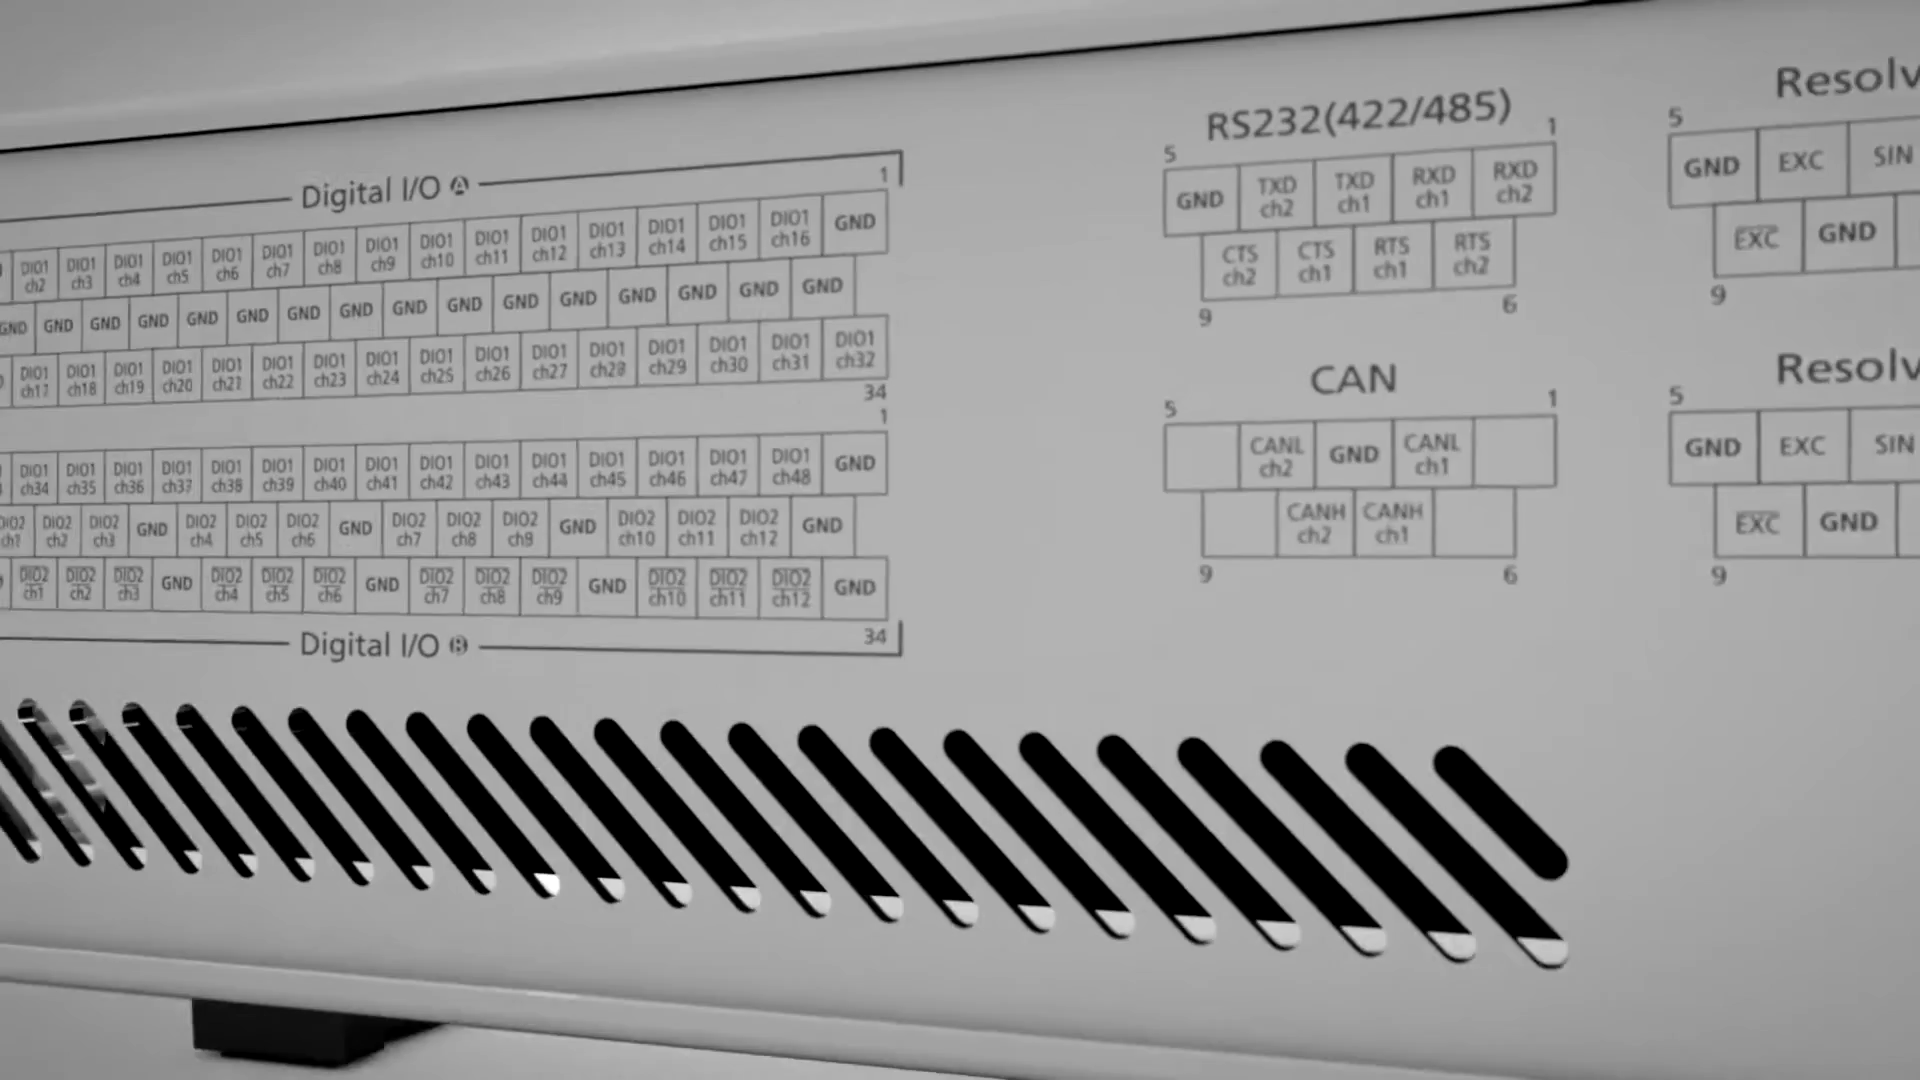 Digital I/O A
1
DIO1 ch2 DIO1 ch3 DIO1 ch4 DIO1 ch5 DIO1 ch6 DIO1 ch7 DIO1 ch8 DIO1 ch9 DIO1 ch10 DIO1 ch11 DIO1 ch12 DIO1 ch13 DIO1 ch14 DIO1 ch15 DIO1 ch16 GND
GND GND GND GND GND GND GND GND GND GND GND GND GND GND GND GND
DIO1 ch17 DIO1 ch18 DIO1 ch19 DIO1 ch20 DIO1 ch21 DIO1 ch22 DIO1 ch23 DIO1 ch24 DIO1 ch25 DIO1 ch26 DIO1 ch27 DIO1 ch28 DIO1 ch29 DIO1 ch30 DIO1 ch31 DIO1 ch32
34
1
DIO1 ch34 DIO1 ch35 DIO1 ch36 DIO1 ch37 DIO1 ch38 DIO1 ch39 DIO1 ch40 DIO1 ch41 DIO1 ch42 DIO1 ch43 DIO1 ch44 DIO1 ch45 DIO1 ch46 DIO1 ch47 DIO1 ch48 GND
DIO2 ch1 DIO2 ch2 DIO2 ch3 GND DIO2 ch4 DIO2 ch5 DIO2 ch6 GND DIO2 ch7 DIO2 ch8 DIO2 ch9 GND DIO2 ch10 DIO2 ch11 DIO2 ch12 GND
DIO2 ch1 DIO2 ch2 DIO2 ch3 GND DIO2 ch4 DIO2 ch5 DIO2 ch6 GND DIO2 ch7 DIO2 ch8 DIO2 ch9 GND DIO2 ch10 DIO2 ch11 DIO2 ch12 GND
34
Digital I/O B
RS232(422/485)
5 1
GND TXD ch2 TXD ch1 RXD ch1 RXD ch2
CTS ch2 CTS ch1 RTS ch1 RTS ch2
9 6
CAN
5 1
CANL ch2 GND CANL ch1
CANH ch2 CANH ch1
9 6
Resolv
5
GND EXC SIN
EXC GND
9
Resolv
5
GND EXC SIN
EXC GND
9